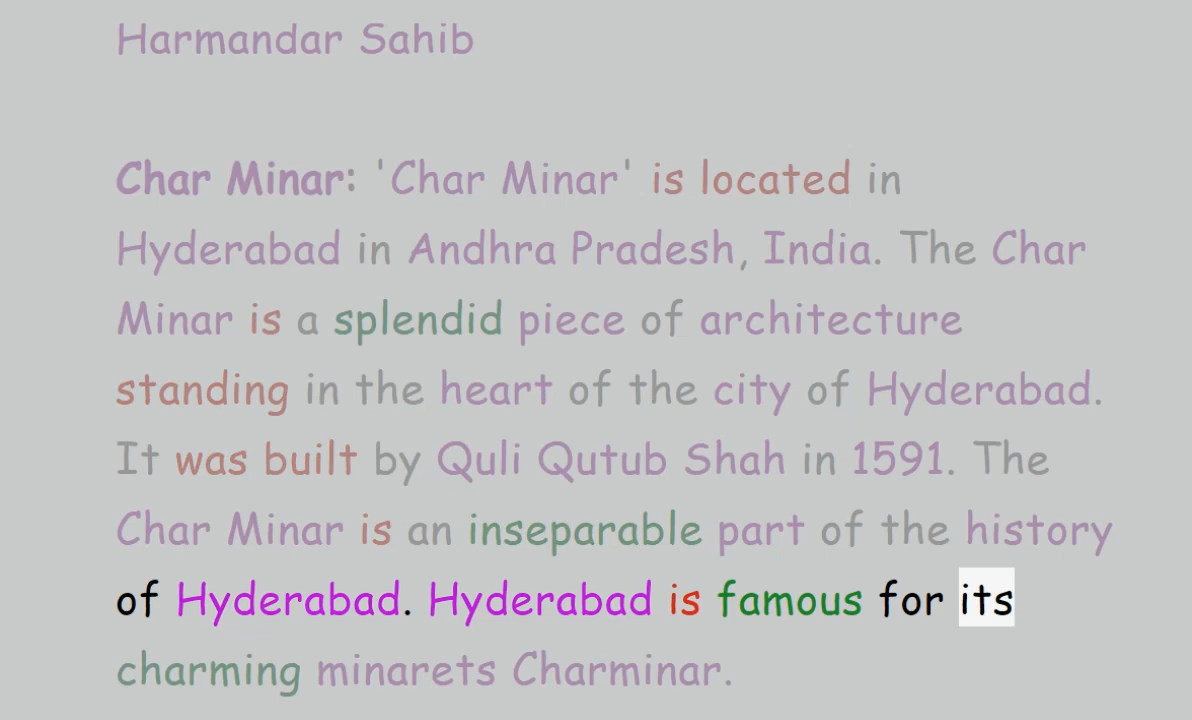 Harmandar Sahib
Char Minar: 'Char Minar' is located in
Hyderabad in Andhra Pradesh, India. The Char
Minar is a splendid piece of architecture
standing in the heart of the city of Hyderabad.
It was built by Quli Qutub Shah in 1591. The
Char Minar is an inseparable part of the history
of Hyderabad. Hyderabad is famous for its
charming minarets Charminar.